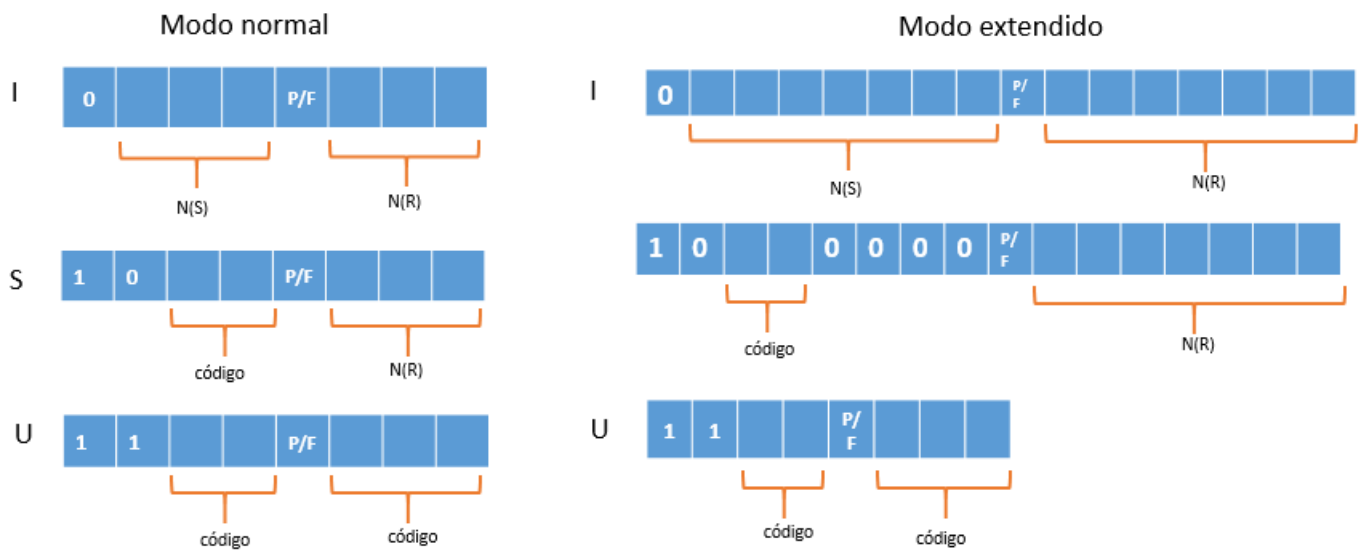 Modo normal
I
0 P/F
N(S) N(R)
S
1 0 P/F
código N(R)
U
1 1 P/F
código código
Modo extendido
I
0 P/
F
N(S) N(R)
1 0 0 0 0 0 P/
F
código N(R)
U
1 1 P/
F
código código